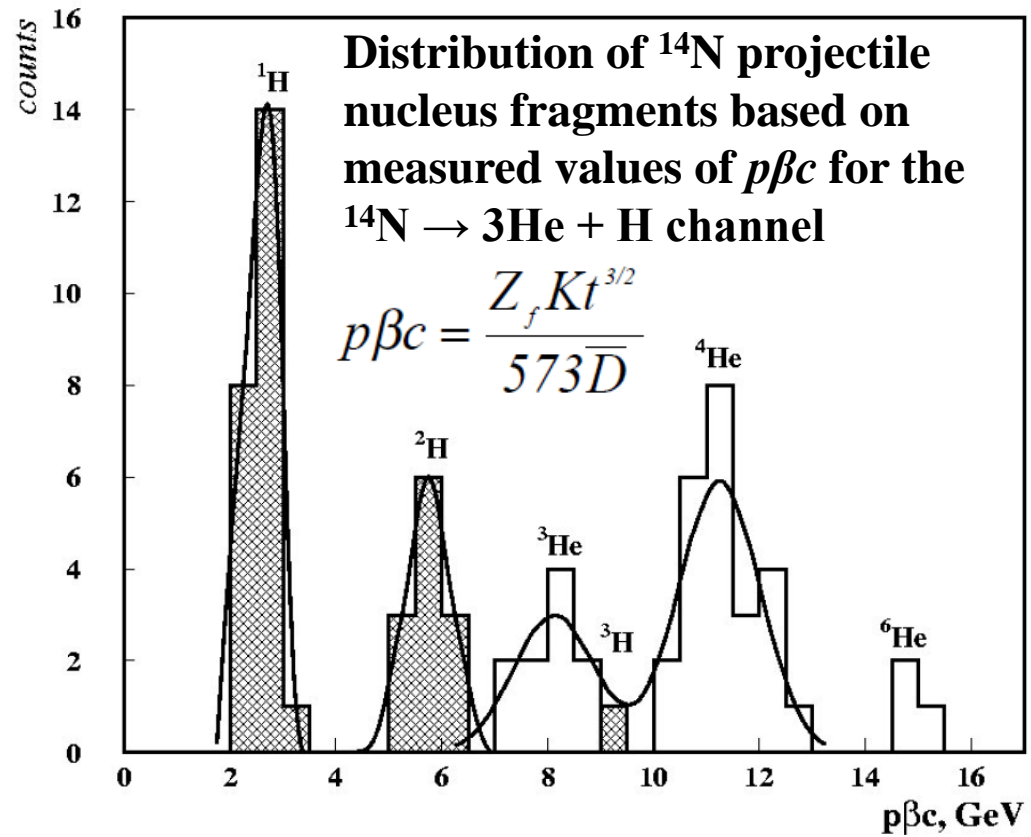 counts
16
14
12
10
8
6
4
2
0
Distribution of ¹⁴N projectile
nucleus fragments based on
measured values of pβc for the
¹⁴N → 3He + H channel
pβc = Z_f Kt^{3/2} / 573D̅
¹H
²H
³He
³H
⁴He
⁶He
0 2 4 6 8 10 12 14 16
pβc, GeV